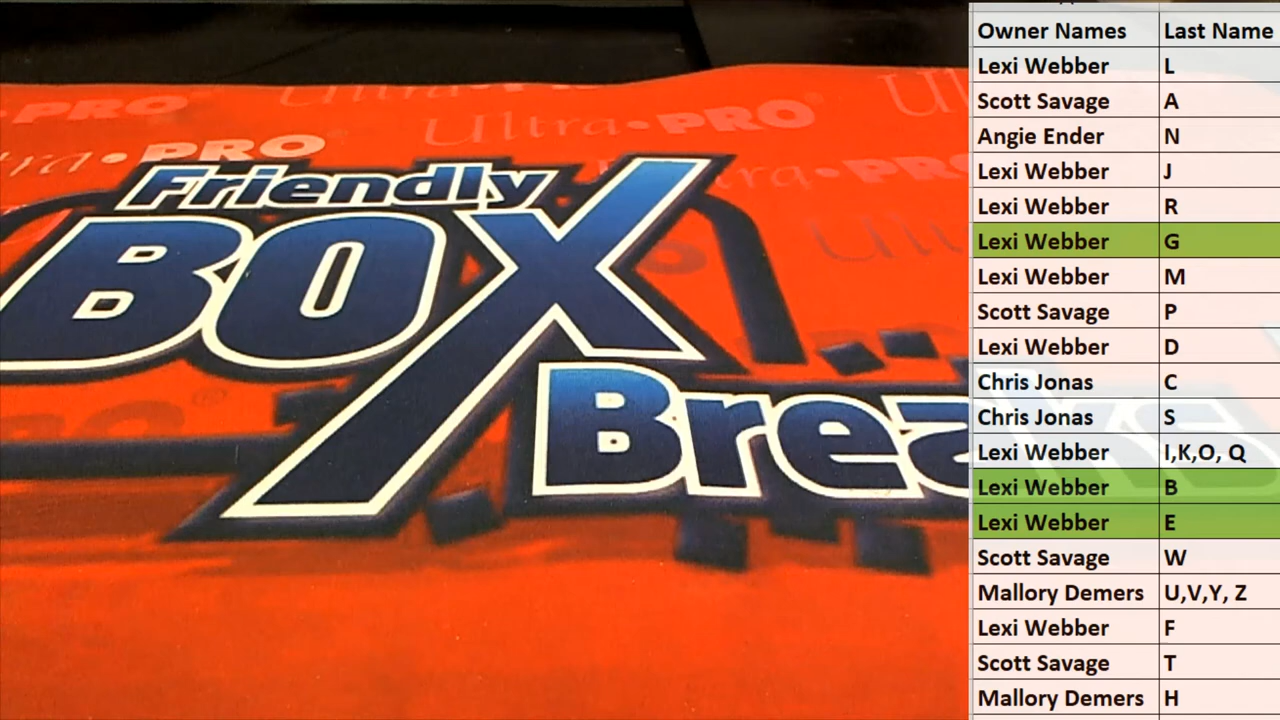 Ultra•PRO
Ultra•PRO
Friendly
BOX
Brea
Owner Names Last Name
Lexi Webber L
Scott Savage A
Angie Ender N
Lexi Webber J
Lexi Webber R
Lexi Webber G
Lexi Webber M
Scott Savage P
Lexi Webber D
Chris Jonas C
Chris Jonas S
Lexi Webber I,K,O, Q
Lexi Webber B
Lexi Webber E
Scott Savage W
Mallory Demers U,V,Y, Z
Lexi Webber F
Scott Savage T
Mallory Demers H